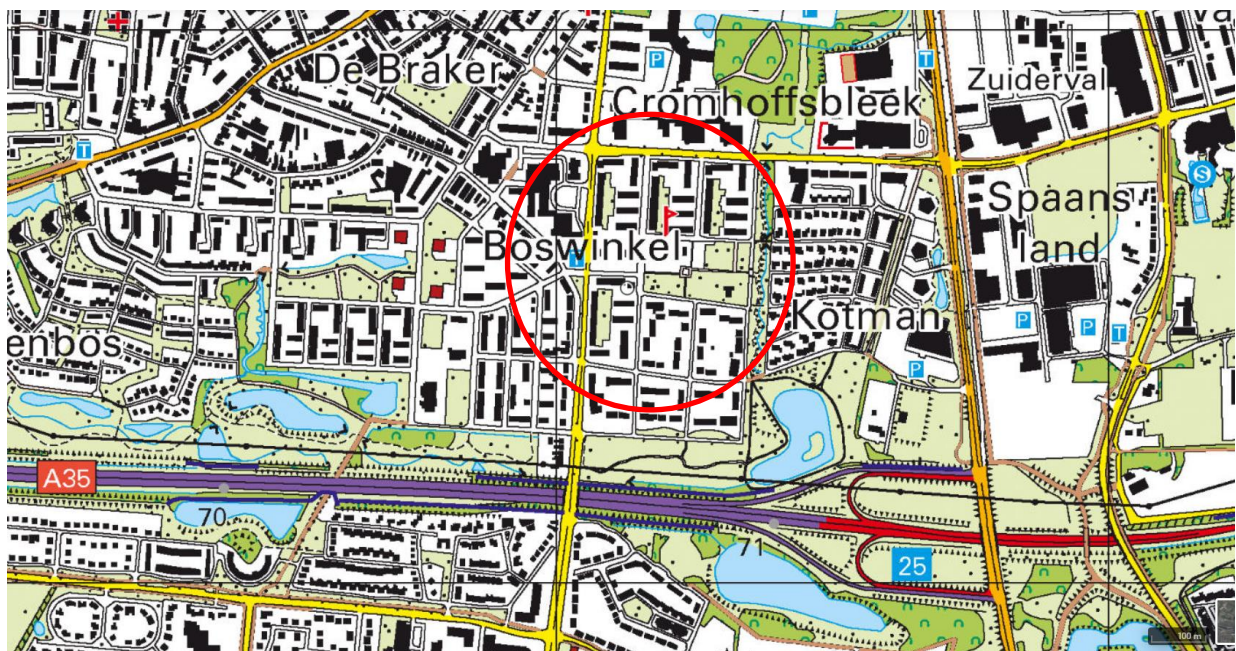 De Braker
P
P
T
Zuiderval
Cromhoffsbleek
T
S
Spaans
land
Boswinkel
T
Kotman
P
P
T
P
enbos
A35
70
71
25
100 m